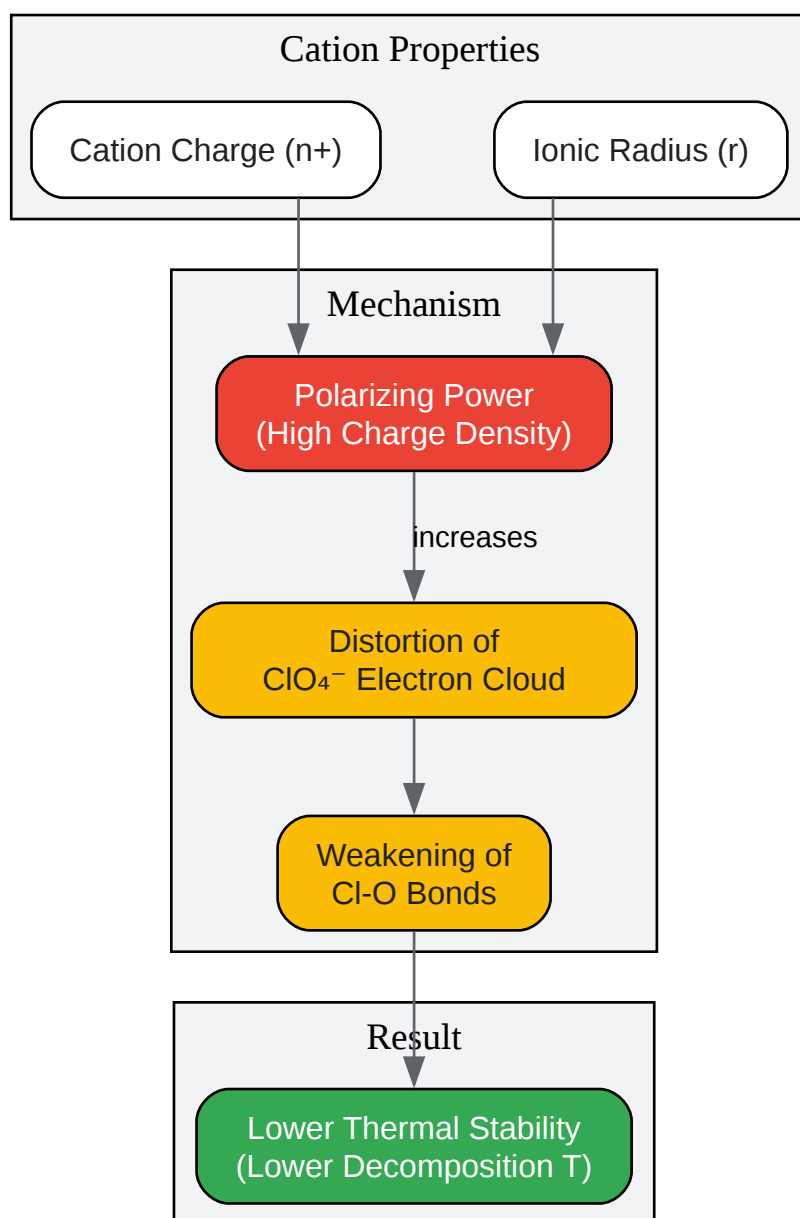 Cation Properties
Cation Charge (n+)
Ionic Radius (r)
Mechanism
Polarizing Power
(High Charge Density)
increases
Distortion of
ClO₄⁻ Electron Cloud
Weakening of
Cl-O Bonds
Result
Lower Thermal Stability
(Lower Decomposition T)